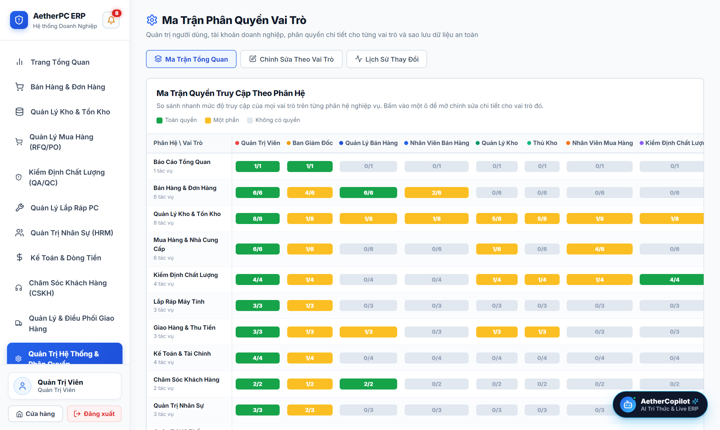 AetherPC ERP
Hệ thống Doanh Nghiệp
8
Trang Tổng Quan
Bán Hàng & Đơn Hàng
Quản Lý Kho & Tồn Kho
Quản Lý Mua Hàng
(RFQ/PO)
Kiểm Định Chất Lượng
(QA/QC)
Quản Lý Lắp Ráp PC
Quản Trị Nhân Sự (HRM)
Kế Toán & Dòng Tiền
Chăm Sóc Khách Hàng
(CSKH)
Quản Lý & Điều Phối Giao
Hàng
Quản Trị Hệ Thống &
Phân Quyền
Quản Trị Viên
Quản Trị Viên
Cửa hàng
Đăng xuất
Ma Trận Phân Quyền Vai Trò
Quản trị người dùng, tài khoản doanh nghiệp, phân quyền chi tiết cho từng vai trò và sao lưu dữ liệu an toàn
Ma Trận Tổng Quan
Chỉnh Sửa Theo Vai Trò
Lịch Sử Thay Đổi
Ma Trận Quyền Truy Cập Theo Phân Hệ
So sánh nhanh mức độ truy cập của mọi vai trò trên từng phân hệ nghiệp vụ. Bấm vào một ô để mở chỉnh sửa chi tiết cho vai trò đó.
Toàn quyền
Một phần
Không có quyền
Phân Hệ \ Vai Trò
Quản Trị Viên
Ban Giám Đốc
Quản Lý Bán Hàng
Nhân Viên Bán Hàng
Quản Lý Kho
Thủ Kho
Nhân Viên Mua Hàng
Kiểm Định Chất Lượng
Báo Cáo Tổng Quan
1 tác vụ
1/1 1/1 0/1 0/1 0/1 0/1 0/1 0/1
Bán Hàng & Đơn Hàng
6 tác vụ
6/6 4/6 6/6 3/6 0/6 0/6 0/6 0/6
Quản Lý Kho & Tồn Kho
8 tác vụ
8/8 1/8 1/8 1/8 5/8 5/8 1/8 1/8
Mua Hàng & Nhà Cung
Cấp
6 tác vụ
6/6 1/6 0/6 0/6 1/6 0/6 4/6 0/6
Kiểm Định Chất Lượng
4 tác vụ
4/4 1/4 0/4 0/4 1/4 1/4 1/4 4/4
Lắp Ráp Máy Tính
3 tác vụ
3/3 1/3 0/3 0/3 0/3 0/3 0/3 0/3
Giao Hàng & Thu Tiền
3 tác vụ
3/3 1/3 1/3 0/3 1/3 1/3 0/3 0/3
Kế Toán & Tài Chính
4 tác vụ
4/4 1/4 0/4 0/4 0/4 0/4 0/4 0/4
Chăm Sóc Khách Hàng
2 tác vụ
2/2 1/2 2/2 0/2 0/2 0/2 0/2 0/2
Quản Trị Nhân Sự
3 tác vụ
3/3 2/3 0/3 0/3 0/3 0/3 0/3
AetherCopilot
AI Tri Thức & Live ERP